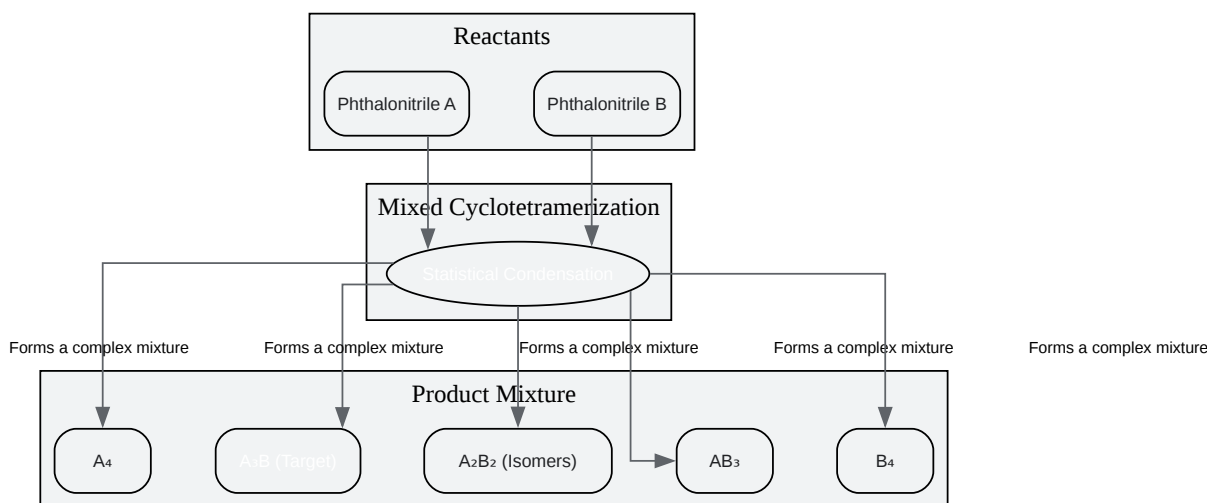 Reactants
Phthalonitrile A
Phthalonitrile B
Mixed Cyclotetramerization
Statistical Condensation
Forms a complex mixture
Forms a complex mixture
Forms a complex mixture
Forms a complex mixture
Forms a complex mixture
Product Mixture
A₄
A₃B (Target)
A₂B₂ (Isomers)
AB₃
B₄